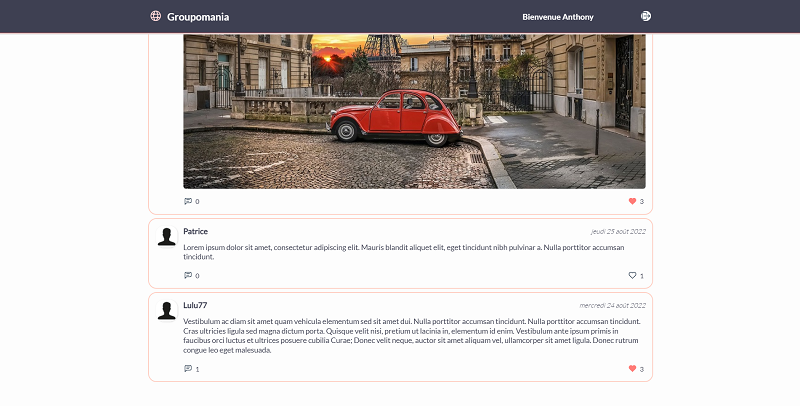 Groupomania
Bienvenue Anthony
0
3
Patrice
jeudi 25 août 2022
Lorem ipsum dolor sit amet, consectetur adipiscing elit. Mauris blandit aliquet elit, eget tincidunt nibh pulvinar a. Nulla porttitor accumsan
tincidunt.
0
1
Lulu77
mercredi 24 août 2022
Vestibulum ac diam sit amet quam vehicula elementum sed sit amet dui. Nulla porttitor accumsan tincidunt. Nulla porttitor accumsan tincidunt.
Cras ultricies ligula sed magna dictum porta. Quisque velit nisi, pretium ut lacinia in, elementum id enim. Vestibulum ante ipsum primis in
faucibus orci luctus et ultrices posuere cubilia Curae; Donec velit neque, auctor sit amet aliquam vel, ullamcorper sit amet ligula. Donec rutrum
congue leo eget malesuada.
1
3